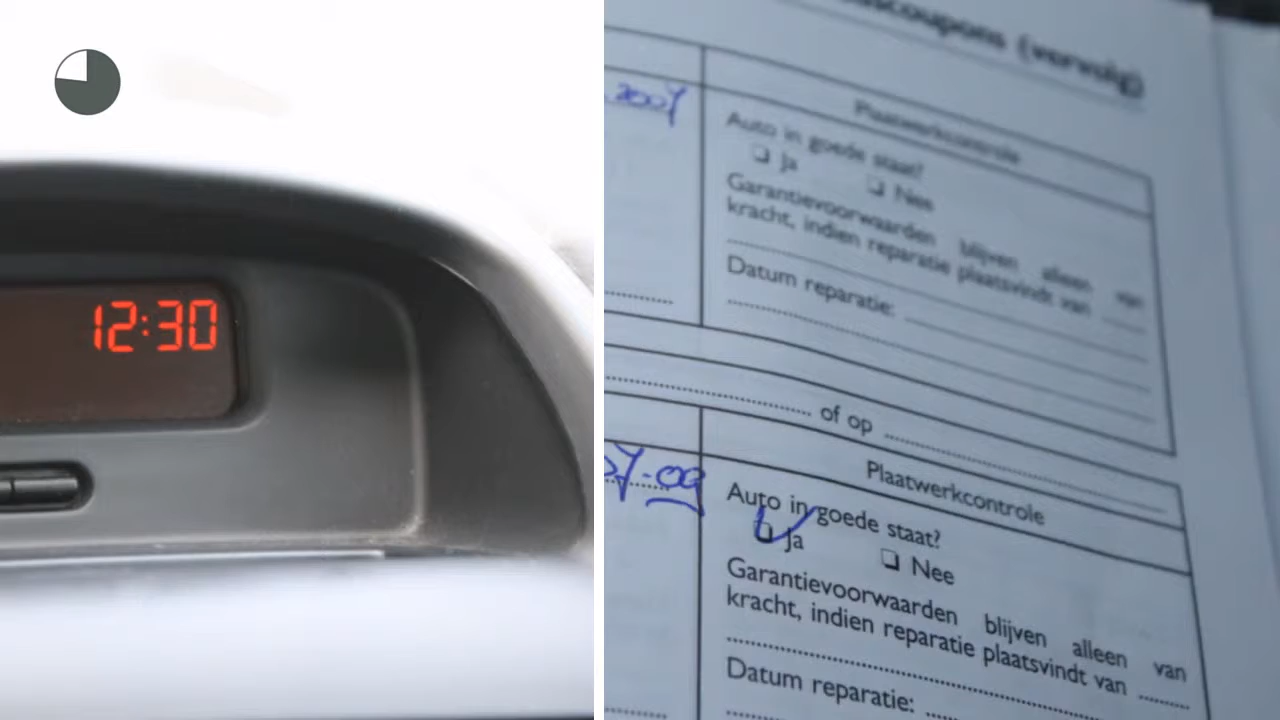 12:30
(vervolg)
2007
Plaatwerkcontrole
Auto in goede staat?
Ja
Nee
Garantievoorwaarden blijven alleen van
kracht, indien reparatie plaatsvindt van
Datum reparatie:
of op
Plaatwerkcontrole
Auto in goede staat?
Ja
Nee
Garantievoorwaarden blijven alleen van
kracht, indien reparatie plaatsvindt van
Datum reparatie: